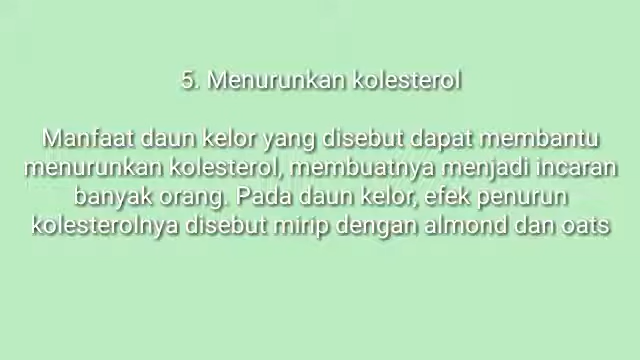 5. Menurunkan kolesterol
Manfaat daun kelor yang disebut dapat membantu
menurunkan kolesterol, membuatnya menjadi incaran
banyak orang. Pada daun kelor, efek penurun
kolesterolnya disebut mirip dengan almond dan oats